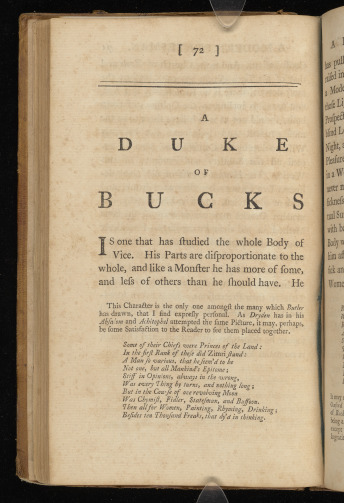 [ 72 ]
A
DUKE
OF
BUCKS
IS one that has ſtudied the whole Body of
Vice. His Parts are diſproportionate to the
whole, and like a Monſter he has more of ſome,
and leſs of others than he ſhould have. He
This Character is the only one amongſt the many which Butler
has drawn, that I find expreſly perſonal. As Dryden has in his
Abſalom and Achitophel attempted the ſame Picture, it may, perhaps,
be ſome Satisfaction to the Reader to ſee them placed together.
Some of their Chiefs were Princes of the Land:
In the firſt Rank of theſe did Zimri ſtand:
A Man ſo various, that he ſeem'd to be
Not one, but all Mankind's Epitome;
Stiff in Opinions, always in the wrong,
Was every Thing by turns, and nothing long;
But in the Courſe of one revolving Moon
Was Chymiſt, Fidler, Stateſman, and Buffoon.
Then all for Women, Painting, Rhyming, Drinking;
Beſides ten Thouſand Freaks, that dy'd in thinking.